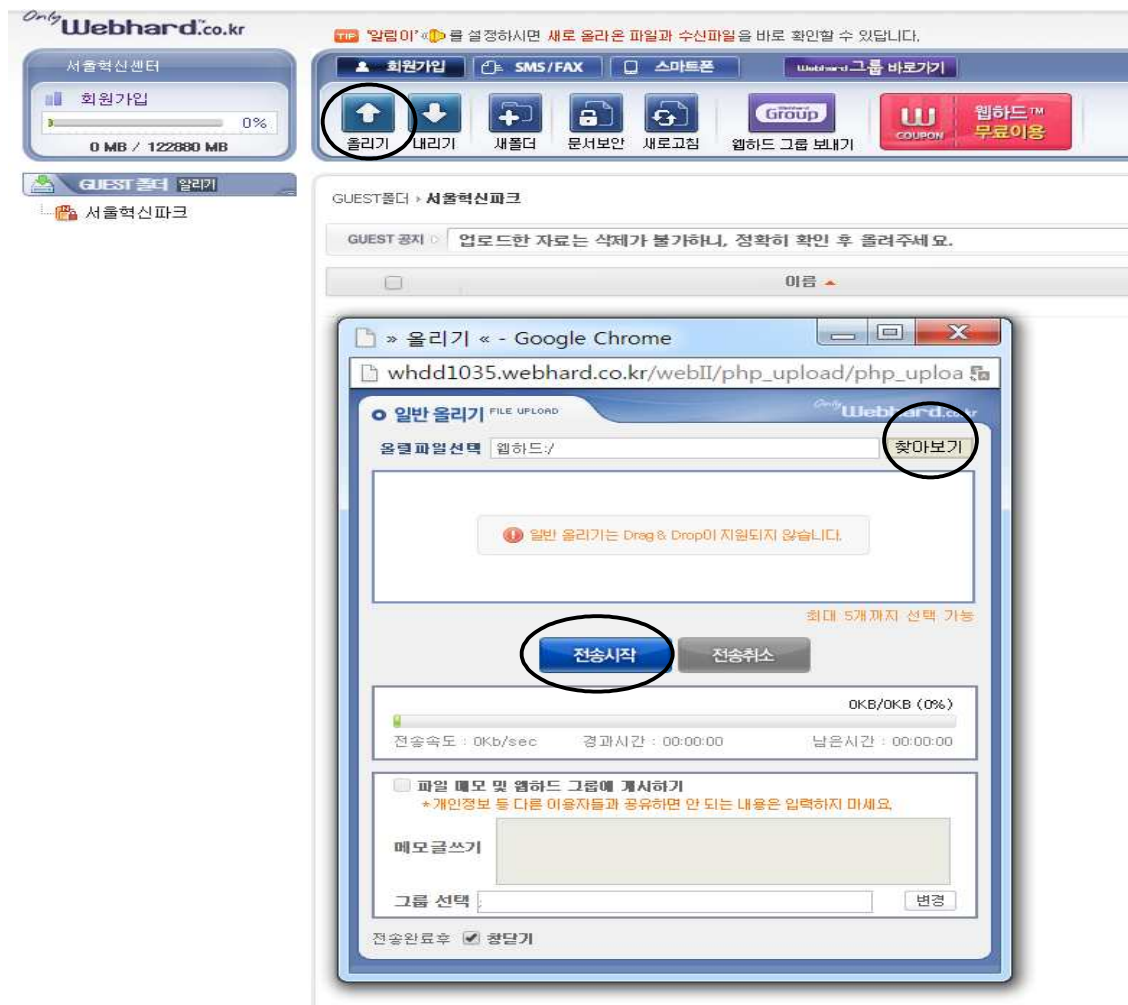 Only Webhard.co.kr
TIP '알림이' 를 설정하시면 새로 올라온 파일과 수신파일을 바로 확인할 수 있답니다.
서울혁신센터
회원가입
0%
0 MB / 122880 MB
회원가입 SMS/FAX 스마트폰 Webhard 그룹 바로가기
올리기 내리기 새폴더 문서보안 새로고침 웹하드 그룹 보내기
Webhard Group
W COUPON 웹하드™ 무료이용
GUEST 폴더 알리기
서울혁신파크
GUEST폴더 › 서울혁신파크
GUEST 공지 업로드한 자료는 삭제가 불가하니, 정확히 확인 후 올려주세요.
이름
» 올리기 « - Google Chrome
whdd1035.webhard.co.kr/webII/php_upload/php_uploa
일반 올리기 FILE UPLOAD Only Webhard.co.kr
올릴파일선택 웹하드:/ 찾아보기
일반 올리기는 Drag & Drop이 지원되지 않습니다.
최대 5개까지 선택 가능
전송시작 전송취소
0KB/0KB (0%)
전송속도 : 0Kb/sec 경과시간 : 00:00:00 남은시간 : 00:00:00
파일 메모 및 웹하드 그룹에 게시하기
*개인정보 등 다른 이용자들과 공유하면 안 되는 내용은 입력하지 마세요.
메모글쓰기
그룹 선택 변경
전송완료후 창닫기